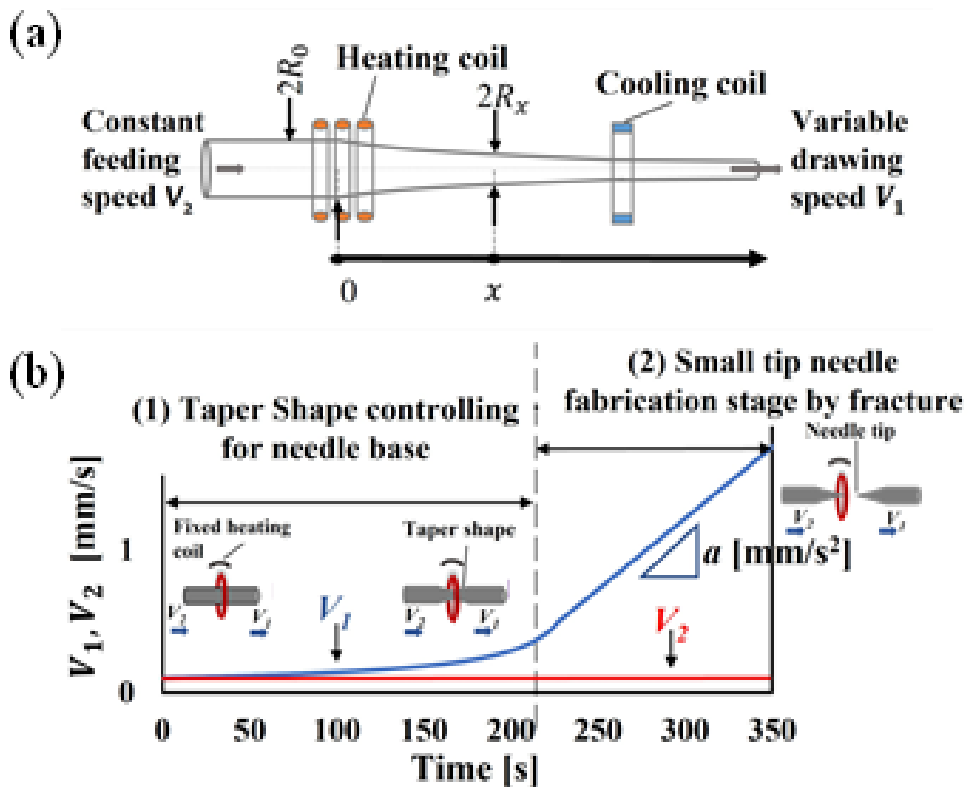 (a)
Heating coil
2R₀
2Rₓ
Cooling coil
Constant
feeding
speed V₂
Variable
drawing
speed V₁
0
x
(b)
(1) Taper Shape controlling
for needle base
(2) Small tip needle
fabrication stage by fracture
Needle tip
Fixed heating
coil
Taper shape
V₂
V₁
V₂
V₁
V₂
V₁
a [mm/s²]
V₁
V₂
V₁, V₂ [mm/s]
1
0
0 50 100 150 200 250 300 350
Time [s]